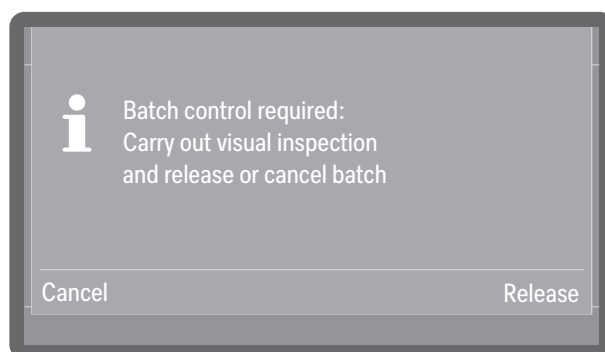 Batch control required:
Carry out visual inspection
and release or cancel batch
Cancel
Release